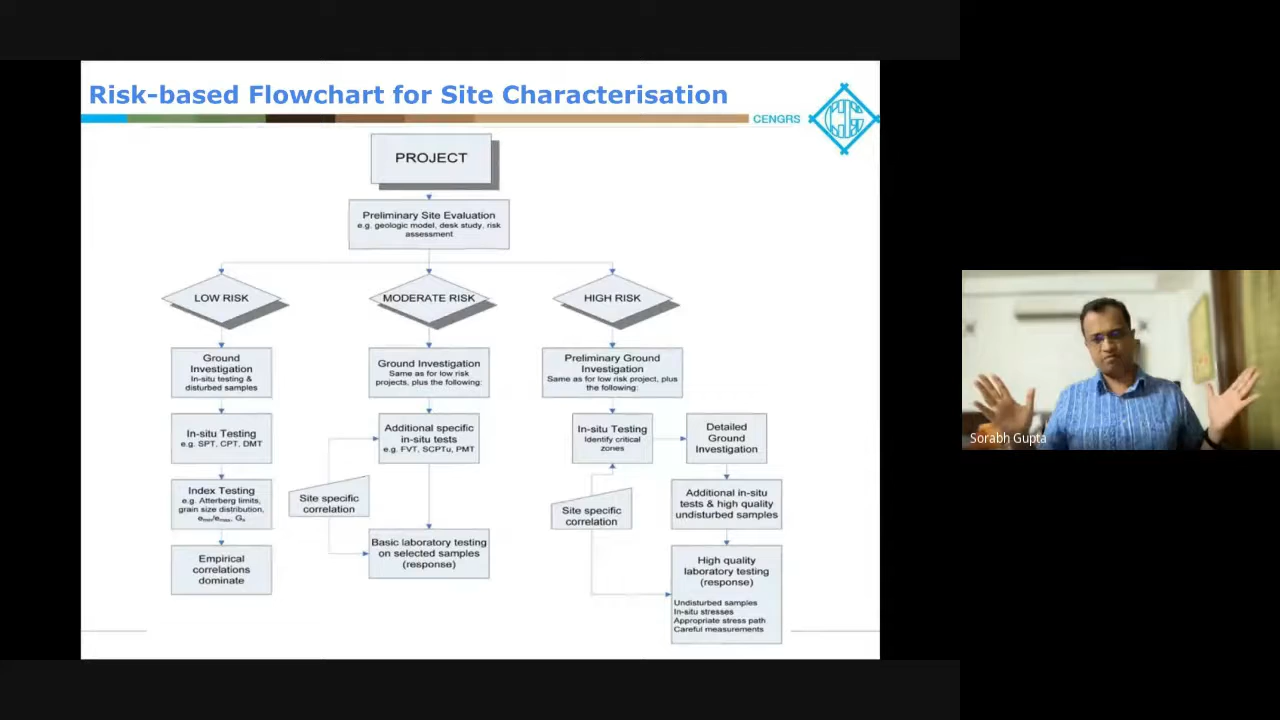 Risk-based Flowchart for Site Characterisation
CENGRS
PROJECT
Preliminary Site Evaluation
e.g. geologic model, desk study, risk
assessment
LOW RISK
MODERATE RISK
HIGH RISK
Ground
Investigation
In-situ testing &
disturbed samples
Ground Investigation
Same as for low risk
projects, plus the following:
Preliminary Ground
Investigation
Same as for low risk project, plus
the following:
In-situ Testing
e.g. SPT, CPT, DMT
Additional specific
in-situ tests
e.g. FVT, SCPTu, PMT
In-situ Testing
Identify critical
zones
Detailed
Ground
Investigation
Index Testing
e.g. Atterberg limits,
grain size distribution,
emin/emax, Gs
Site specific
correlation
Site specific
correlation
Additional in-situ
tests & high quality
undisturbed samples
Empirical
correlations
dominate
Basic laboratory testing
on selected samples
(response)
High quality
laboratory testing
(response)
Undisturbed samples
In-situ stresses
Appropriate stress path
Careful measurements
Sorabh Gupta